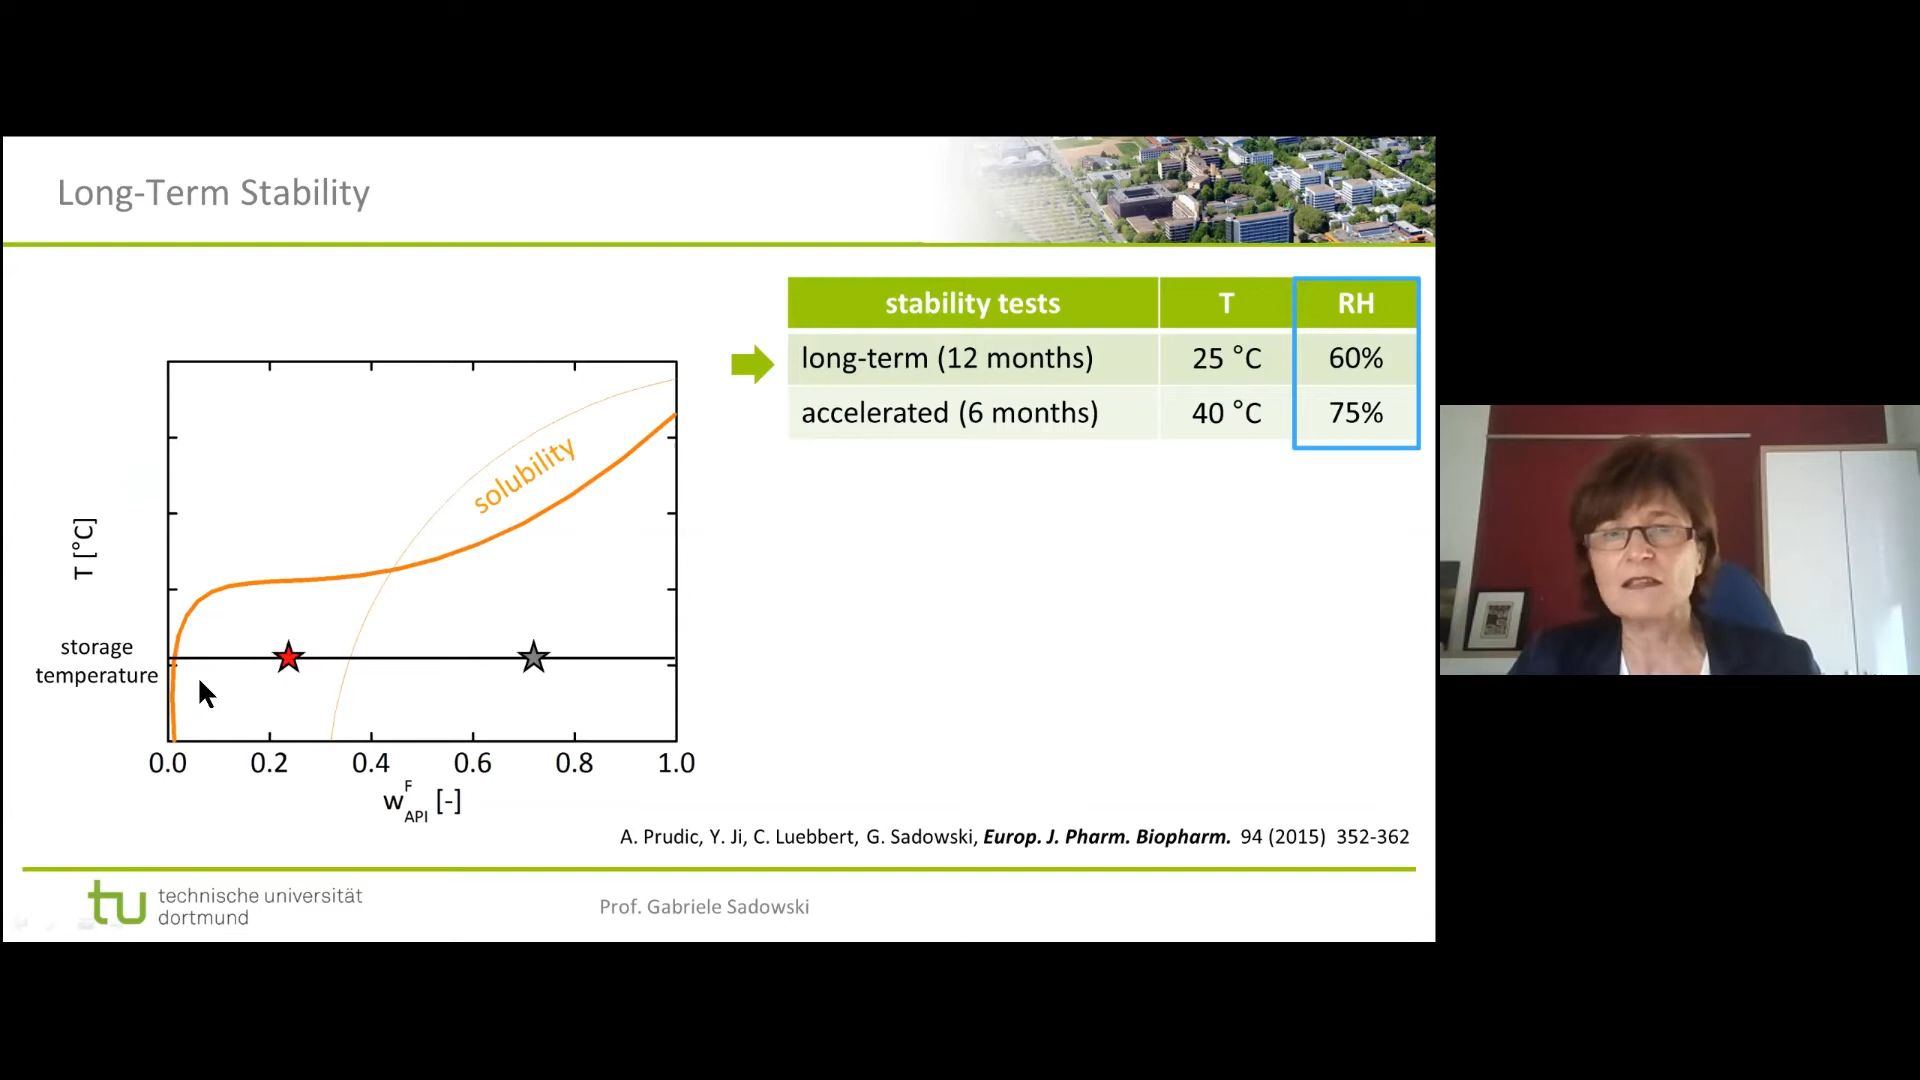 Long-Term Stability
stability tests T RH
long-term (12 months) 25 °C 60%
accelerated (6 months) 40 °C 75%
solubility
T [°C]
storage
temperature
0.0 0.2 0.4 0.6 0.8 1.0
w F API [-]
A. Prudic, Y. Ji, C. Luebbert, G. Sadowski, Europ. J. Pharm. Biopharm. 94 (2015) 352-362
tu technische universität
dortmund
Prof. Gabriele Sadowski